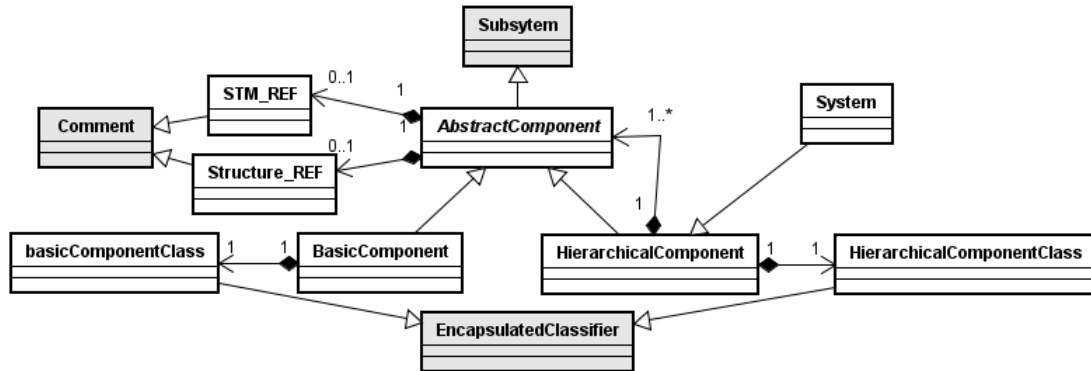 Subsytem
0..1
1
STM_REF
System
1..*
Comment
AbstractComponent
1
0..1
Structure_REF
1
basicComponentClass
1
1
BasicComponent
HierarchicalComponent
1
1
HierarchicalComponentClass
EncapsulatedClassifier